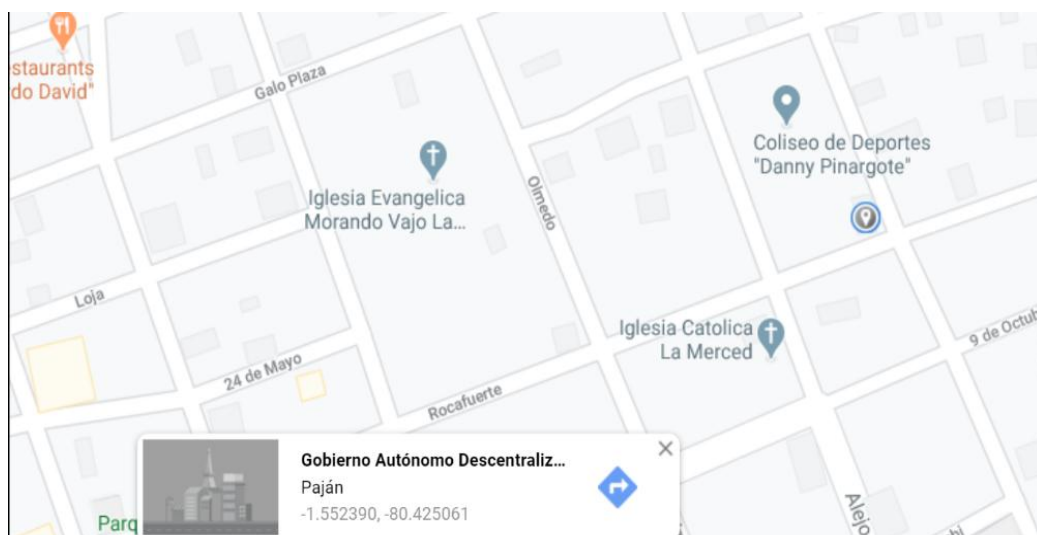 staurants
do David"
Galo Plaza
Coliseo de Deportes
"Danny Pinargote"
Iglesia Evangelica
Morando Vajo La...
Olmedo
Loja
Iglesia Catolica
La Merced
9 de Octub
24 de Mayo
Rocafuerte
Gobierno Autónomo Descentraliz...
Paján
-1.552390, -80.425061
Parq
Alejo